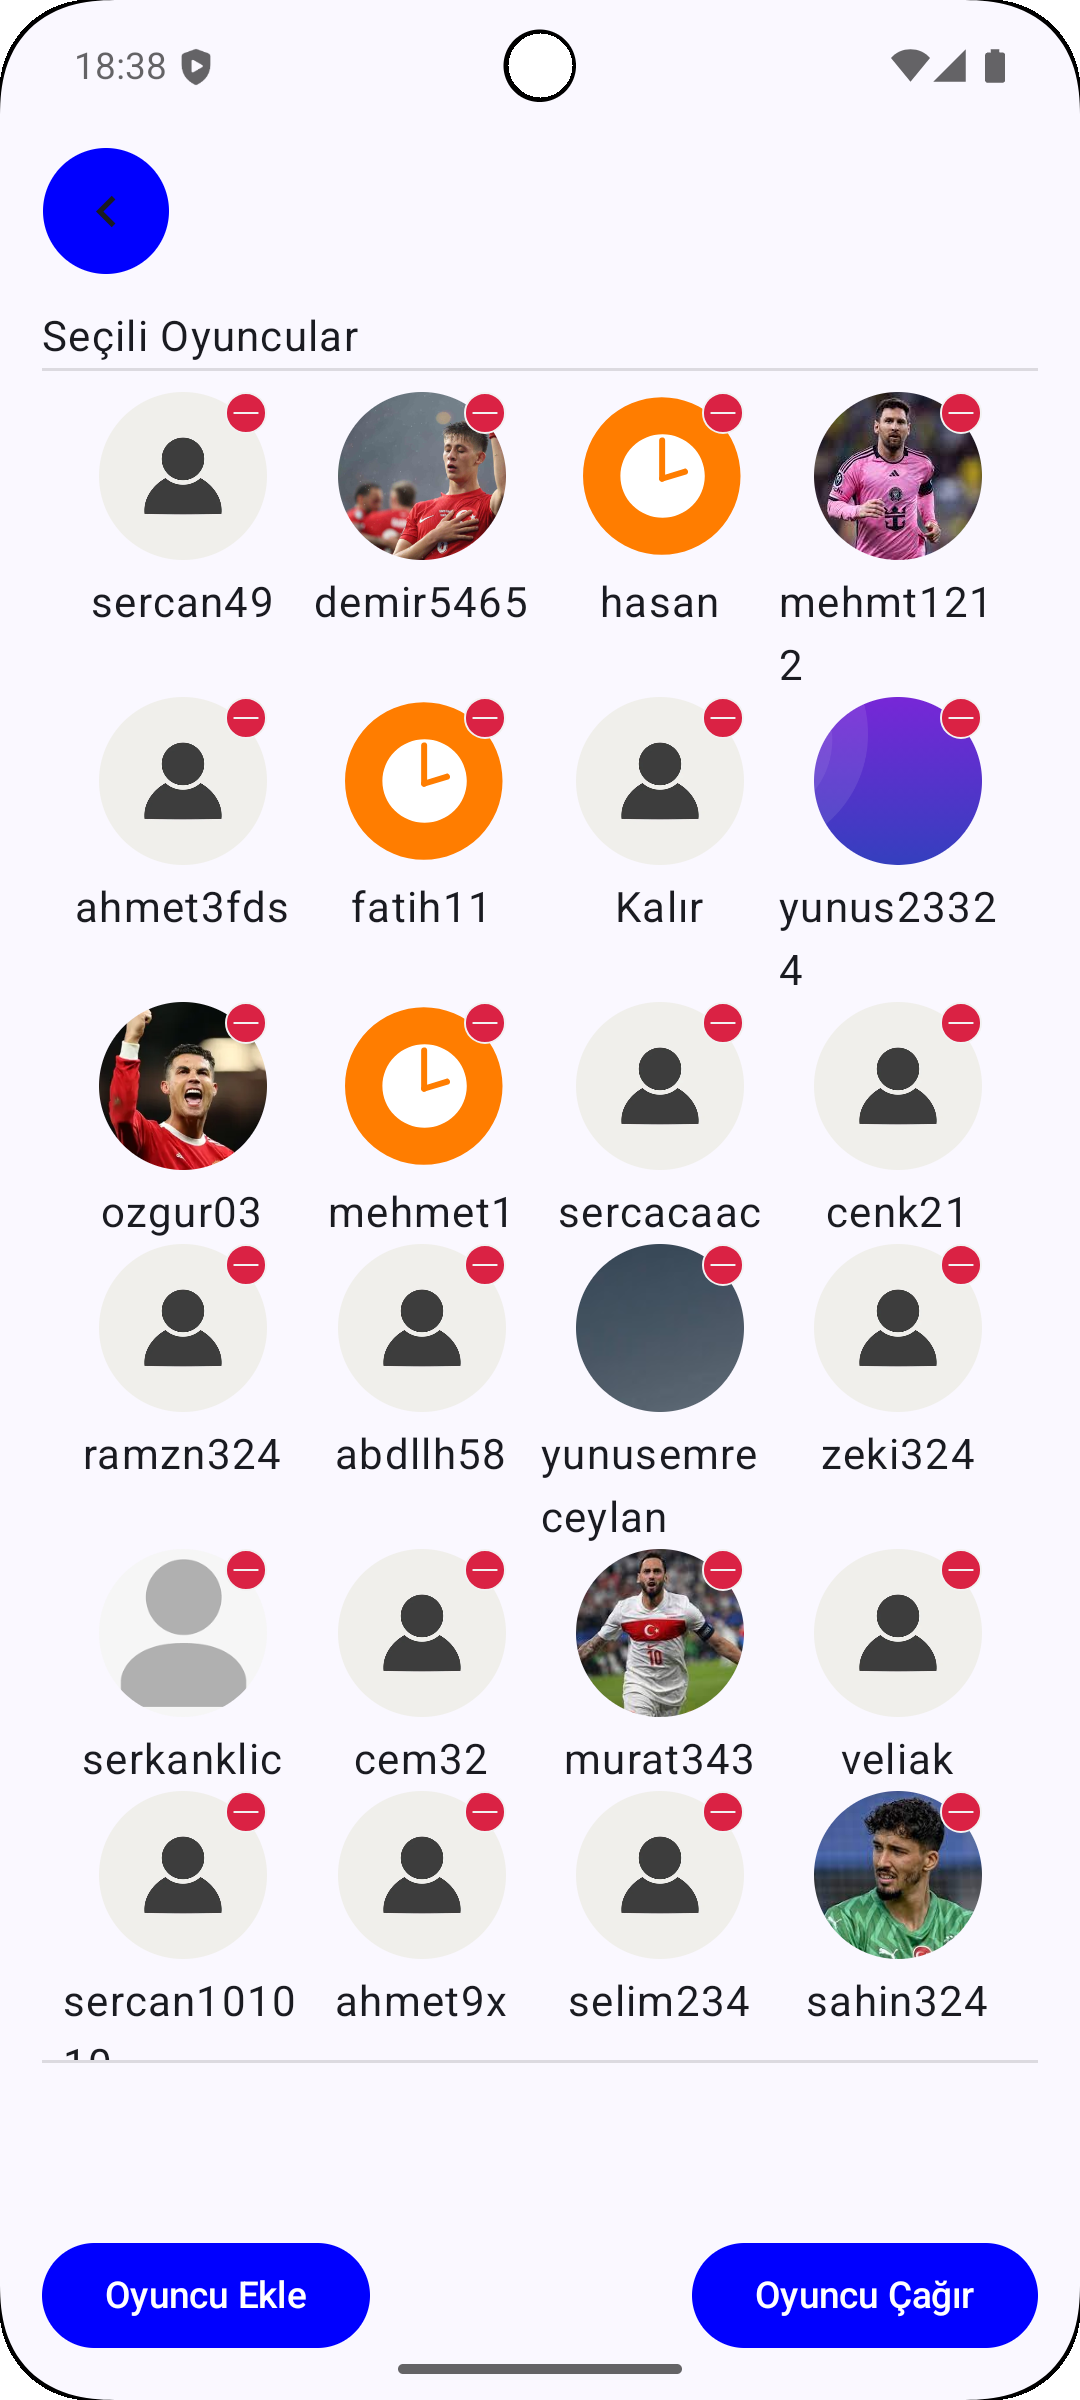 18:38
Seçili Oyuncular
sercan49 demir5465 hasan mehmt121
2
ahmet3fds fatih11 Kalır yunus2332
4
ozgur03 mehmet1 sercacaac cenk21
ramzn324 abdllh58 yunusemre zeki324
ceylan
serkanklic cem32 murat343 veliak
sercan1010 ahmet9x selim234 sahin324
10
Oyuncu Ekle Oyuncu Çağır